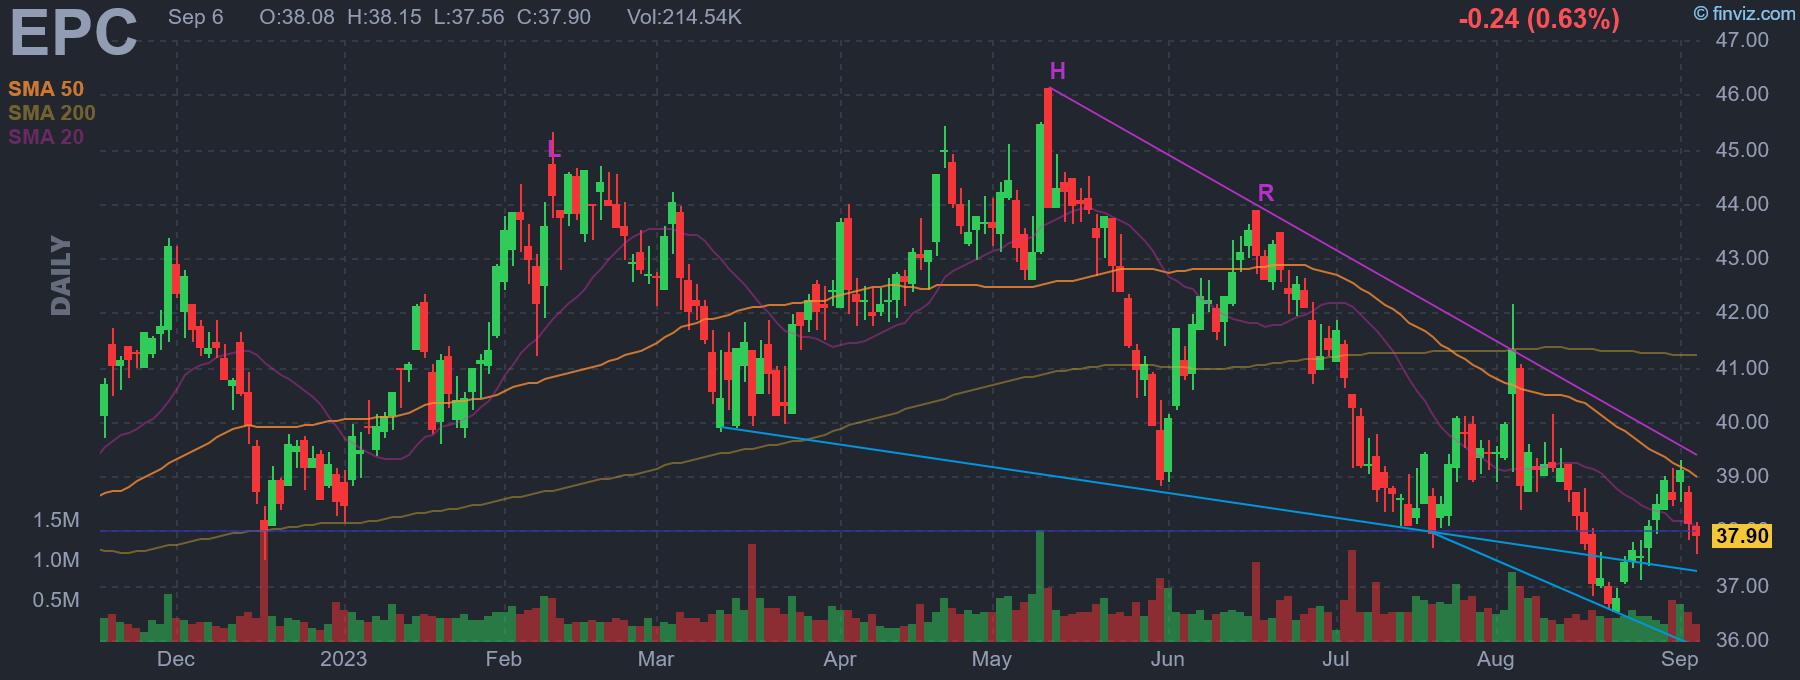 EPC Sep 6 O:38.08 H:38.15 L:37.56 C:37.90 Vol:214.54K -0.24 (0.63%) © finviz.com
SMA 50
SMA 200
SMA 20
DAILY
L
H
R
47.00
46.00
45.00
44.00
43.00
42.00
41.00
40.00
39.00
37.90
37.00
36.00
1.5M
1.0M
0.5M
Dec 2023 Feb Mar Apr May Jun Jul Aug Sep